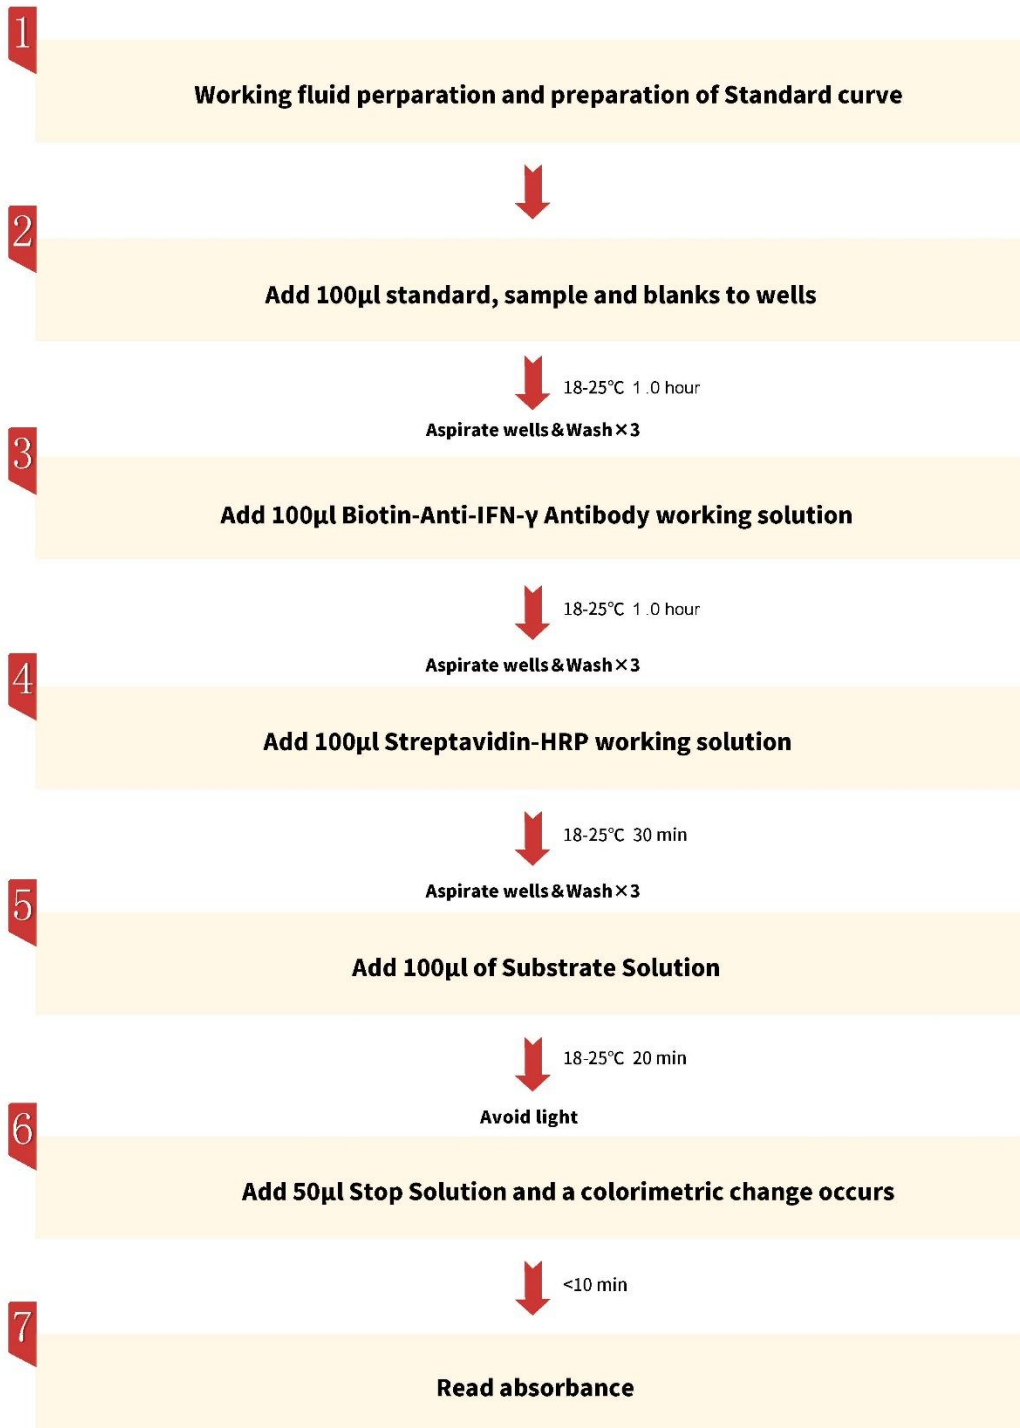 1
Working fluid perparation and preparation of Standard curve
2
Add 100μl standard, sample and blanks to wells
18-25℃ 1.0 hour
Aspirate wells&Wash×3
3
Add 100μl Biotin-Anti-IFN-γ Antibody working solution
18-25℃ 1.0 hour
Aspirate wells&Wash×3
4
Add 100μl Streptavidin-HRP working solution
18-25℃ 30 min
Aspirate wells&Wash×3
5
Add 100μl of Substrate Solution
18-25℃ 20 min
Avoid light
6
Add 50μl Stop Solution and a colorimetric change occurs
<10 min
7
Read absorbance